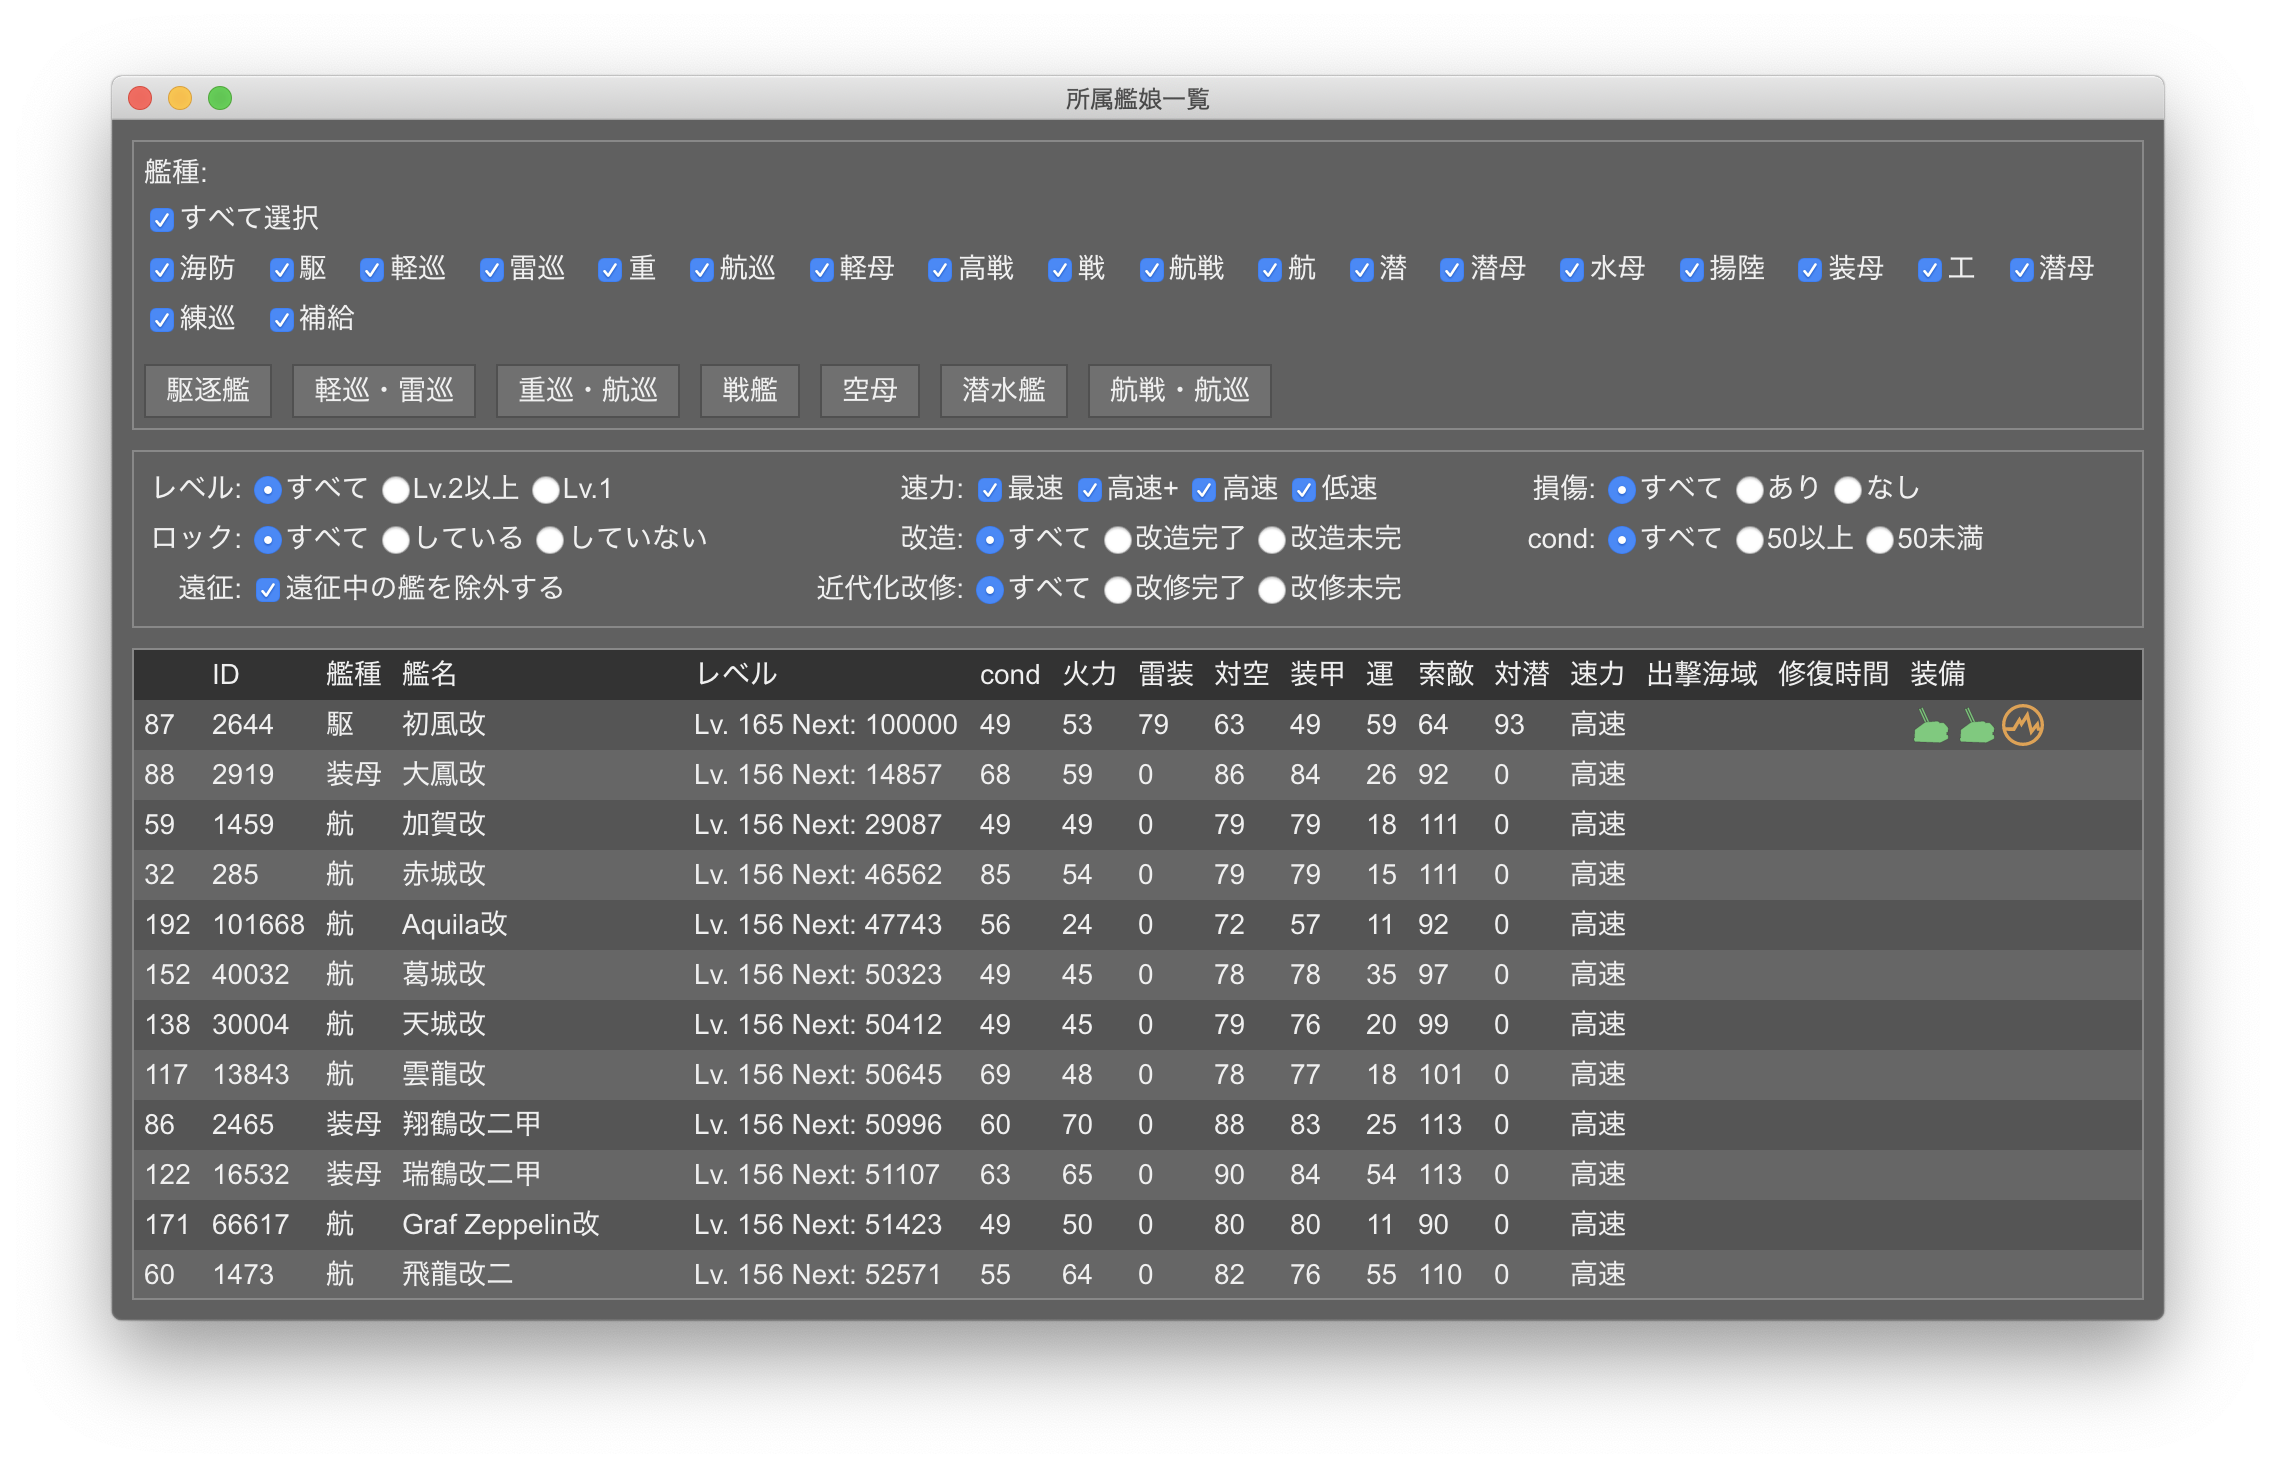 所属艦娘一覧
艦種:
すべて選択
海防 駆 軽巡 雷巡 重 航巡 軽母 高戦 戦 航戦 航 潜 潜母 水母 揚陸 装母 工 潜母
練巡 補給
駆逐艦 軽巡・雷巡 重巡・航巡 戦艦 空母 潜水艦 航戦・航巡
レベル: すべて Lv.2以上 Lv.1 速力: 最速 高速+ 高速 低速 損傷: すべて あり なし
ロック: すべて している していない 改造: すべて 改造完了 改造未完 cond: すべて 50以上 50未満
遠征: 遠征中の艦を除外する 近代化改修: すべて 改修完了 改修未完
ID 艦種 艦名 レベル cond 火力 雷装 対空 装甲 運 索敵 対潜 速力 出撃海域 修復時間 装備
87 2644 駆 初風改 Lv. 165 Next: 100000 49 53 79 63 49 59 64 93 高速
88 2919 装母 大鳳改 Lv. 156 Next: 14857 68 59 0 86 84 26 92 0 高速
59 1459 航 加賀改 Lv. 156 Next: 29087 49 49 0 79 79 18 111 0 高速
32 285 航 赤城改 Lv. 156 Next: 46562 85 54 0 79 79 15 111 0 高速
192 101668 航 Aquila改 Lv. 156 Next: 47743 56 24 0 72 57 11 92 0 高速
152 40032 航 葛城改 Lv. 156 Next: 50323 49 45 0 78 78 35 97 0 高速
138 30004 航 天城改 Lv. 156 Next: 50412 49 45 0 79 76 20 99 0 高速
117 13843 航 雲龍改 Lv. 156 Next: 50645 69 48 0 78 77 18 101 0 高速
86 2465 装母 翔鶴改二甲 Lv. 156 Next: 50996 60 70 0 88 83 25 113 0 高速
122 16532 装母 瑞鶴改二甲 Lv. 156 Next: 51107 63 65 0 90 84 54 113 0 高速
171 66617 航 Graf Zeppelin改 Lv. 156 Next: 51423 49 50 0 80 80 11 90 0 高速
60 1473 航 飛龍改二 Lv. 156 Next: 52571 55 64 0 82 76 55 110 0 高速